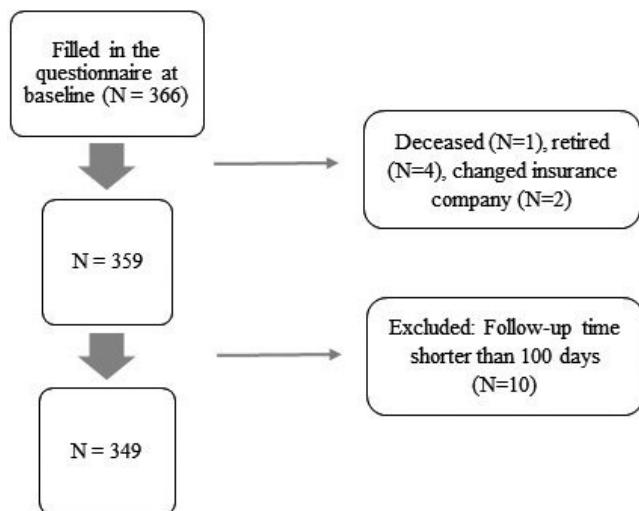 Filled in the
questionnaire at
baseline (N = 366)
Deceased (N=1), retired
(N=4), changed insurance
company (N=2)
N = 359
Excluded: Follow-up time
shorter than 100 days
(N=10)
N = 349